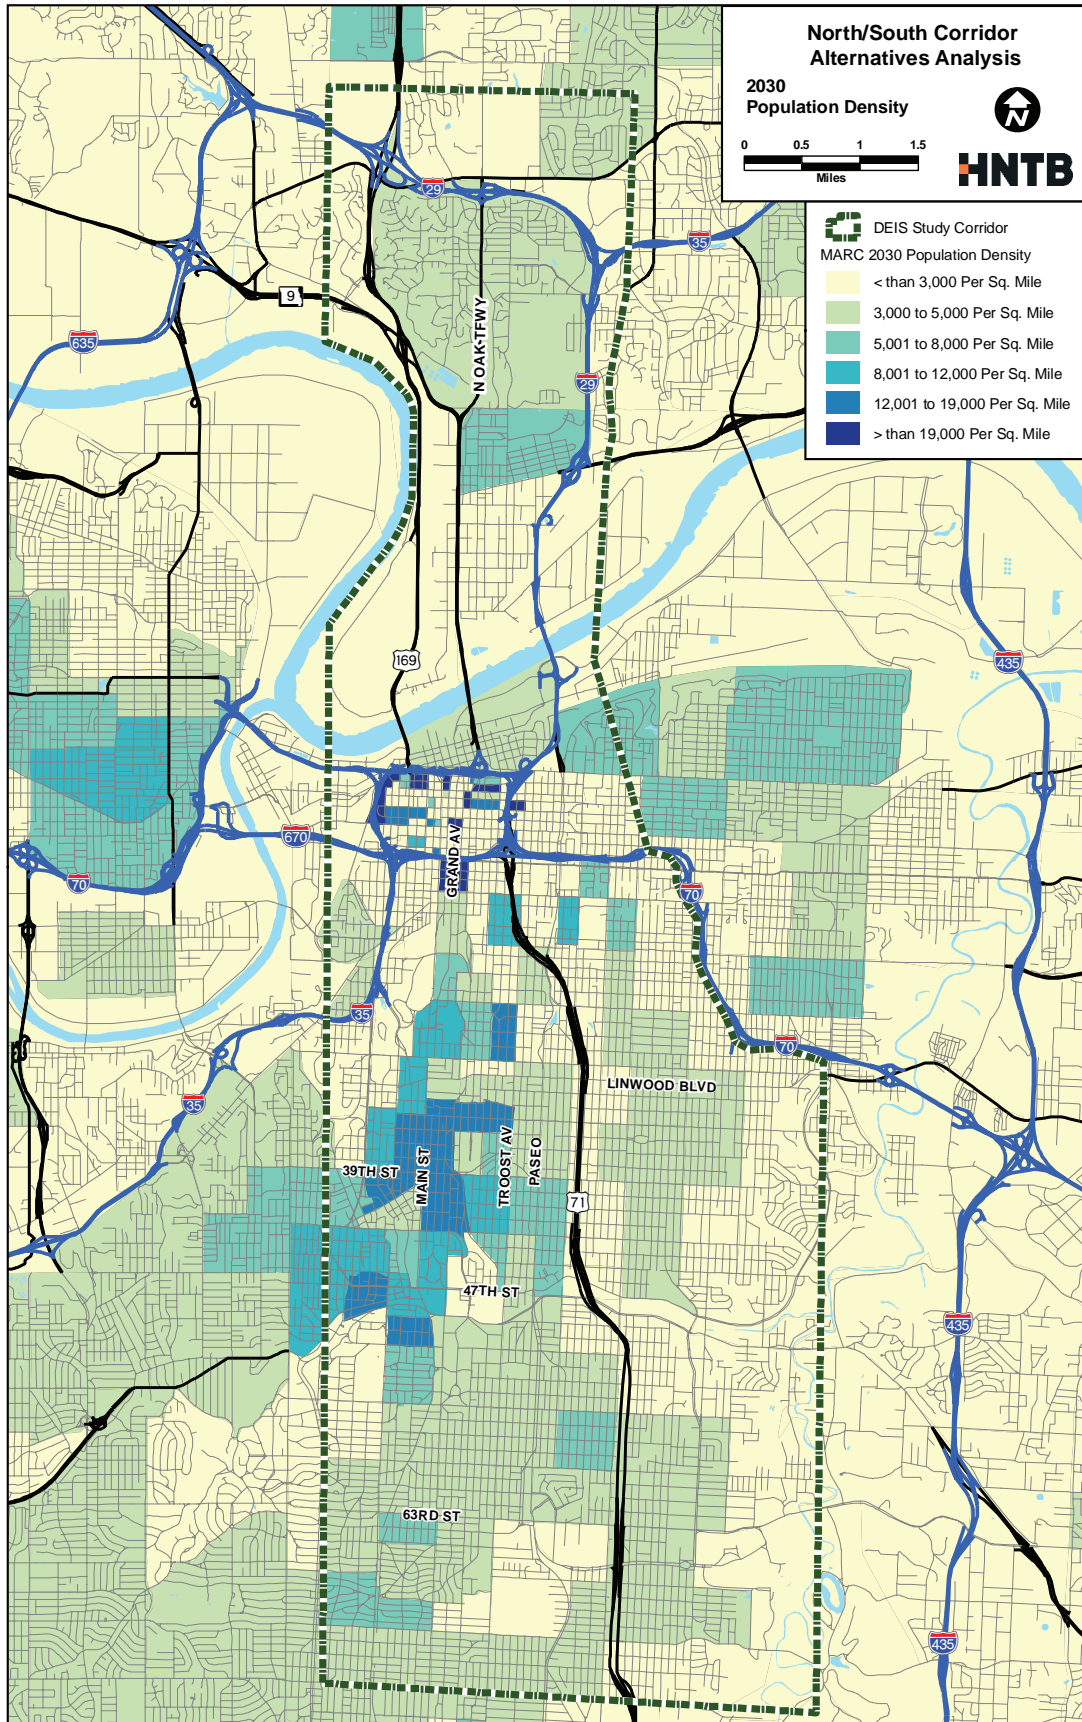 North/South Corridor
Alternatives Analysis
2030
Population Density
N
0 0.5 1 1.5
Miles
HNTB
DEIS Study Corridor
MARC 2030 Population Density
< than 3,000 Per Sq. Mile
3,000 to 5,000 Per Sq. Mile
5,001 to 8,000 Per Sq. Mile
8,001 to 12,000 Per Sq. Mile
12,001 to 19,000 Per Sq. Mile
> than 19,000 Per Sq. Mile
29
35
9
635
N OAK TFWY
29
169
435
670
GRAND AV
70
70
35
70
LINWOOD BLVD
35
39TH ST
MAIN ST
TROOST AV
PASEO
71
47TH ST
435
63RD ST
435